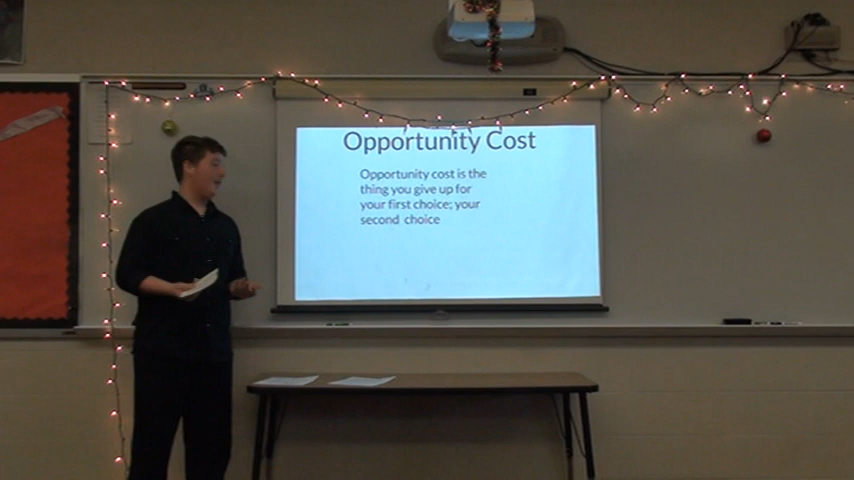 Opportunity Cost
Opportunity cost is the
thing you give up for
your first choice; your
second choice